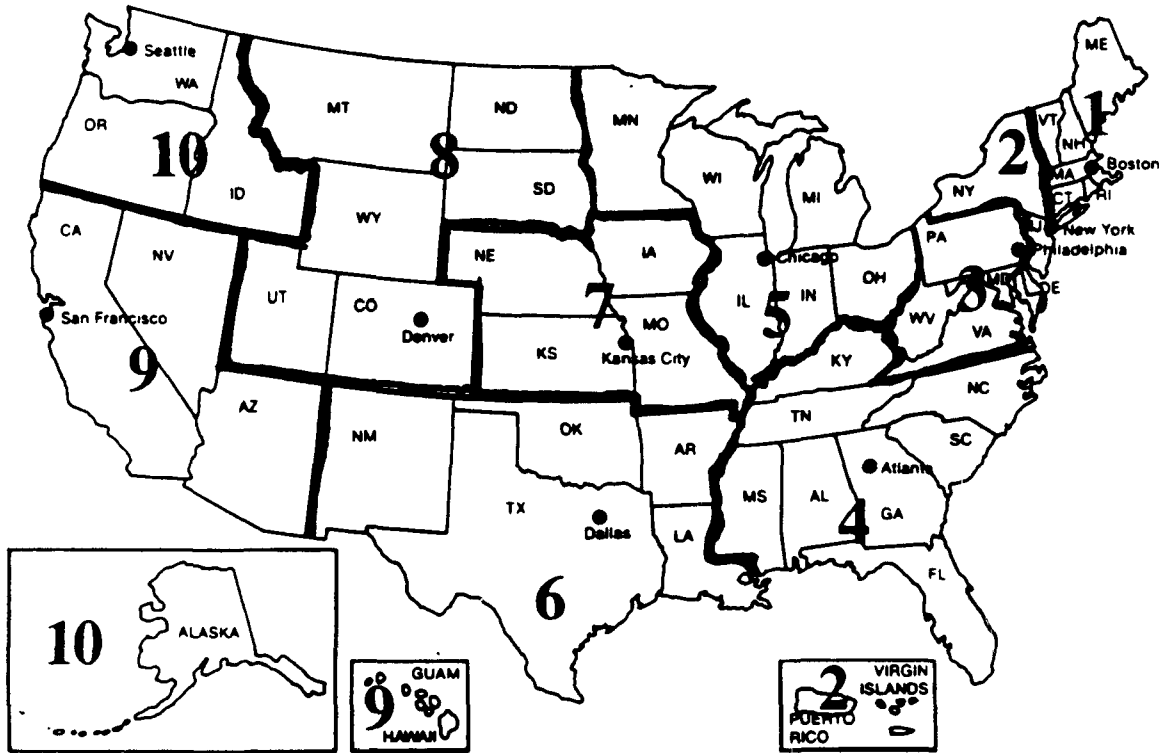 Seattle
WA
MT
ND
MN
ME
OR
10
8
VT
1
NH
2
WI
MI
MA
Boston
ID
SD
NY
CT
RI
WY
CA
NV
NE
IA
PA
New York
Philadelphia
Chicago
OH
UT
CO
IL
IN
3
DE
7
5
WV
San Francisco
Denver
MO
VA
KS
Kansas City
KY
9
NC
AZ
NM
OK
TN
SC
AR
Atlanta
TX
MS
AL
GA
Dallas
LA
4
FL
6
10
ALASKA
GUAM
9
HAWAII
2
VIRGIN
ISLANDS
PUERTO
RICO